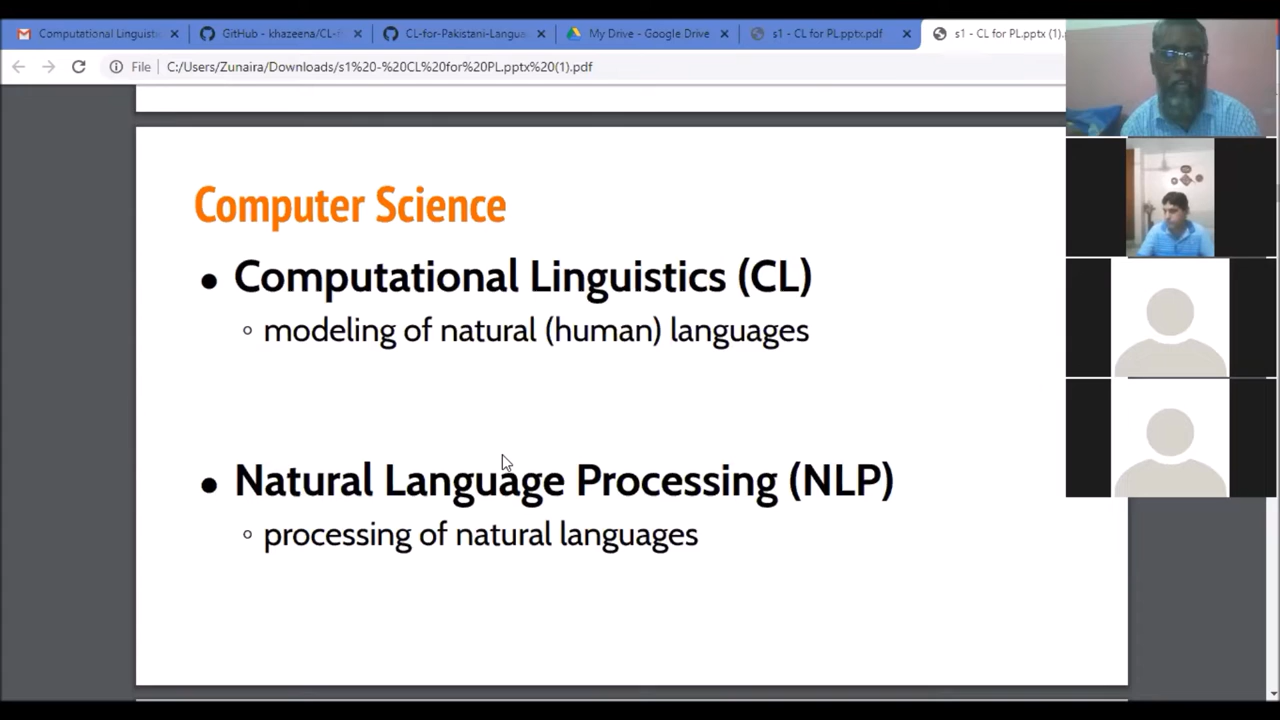 Computational Linguistic
GitHub - khazeena/CL-f
CL-for-Pakistani-Langua
My Drive - Google Drive
s1 - CL for PL.pptx.pdf
s1 - CL for PL.pptx (1).
File
C:/Users/Zunaira/Downloads/s1%20-%20CL%20for%20PL.pptx%20(1).pdf
Computer Science
• Computational Linguistics (CL)
◦ modeling of natural (human) languages
• Natural Language Processing (NLP)
◦ processing of natural languages